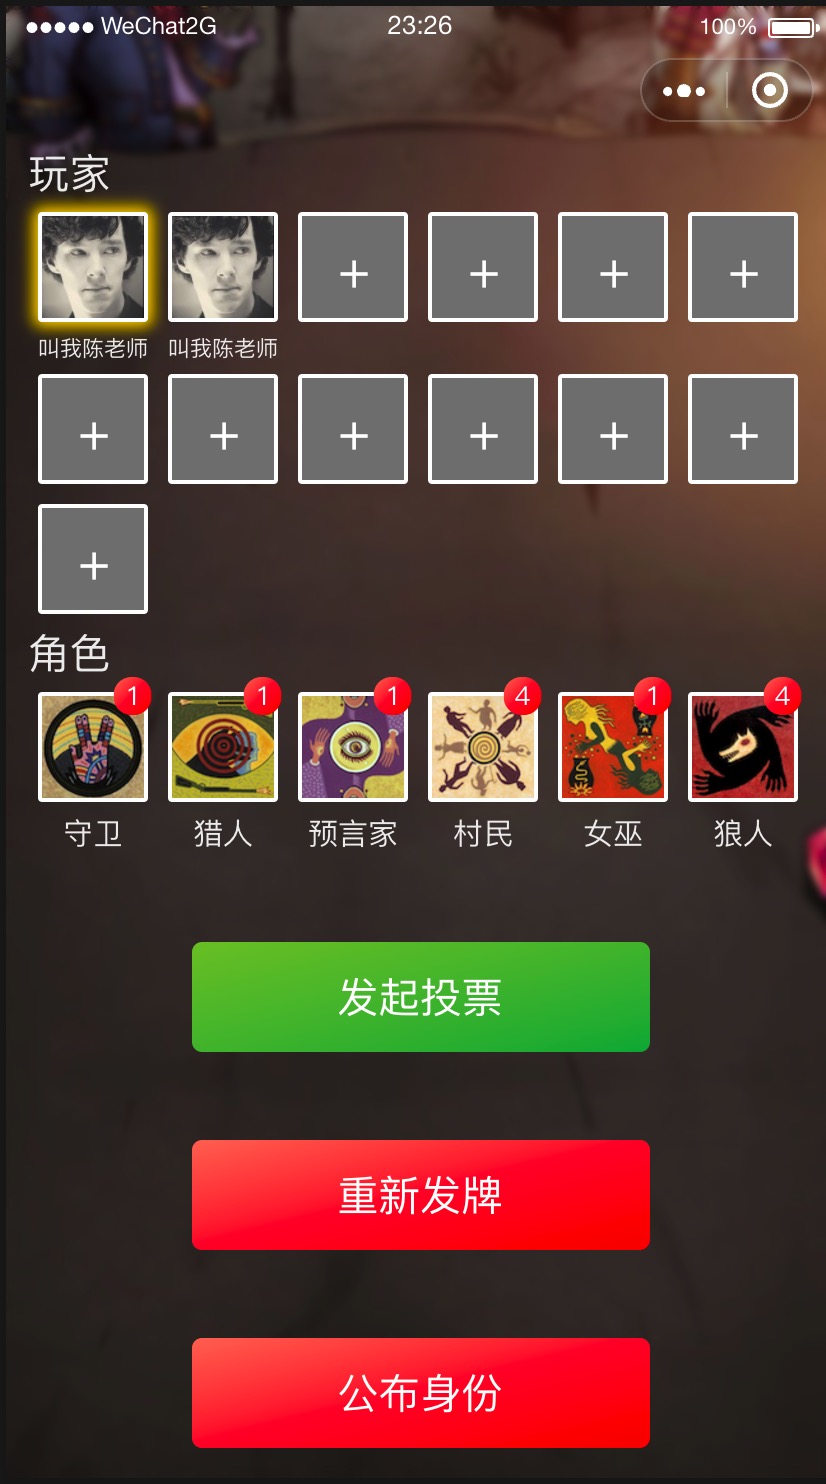 WeChat2G 23:26 100%
玩家
叫我陈老师 叫我陈老师
角色
1 1 1 4 1 4
守卫 猎人 预言家 村民 女巫 狼人
发起投票
重新发牌
公布身份